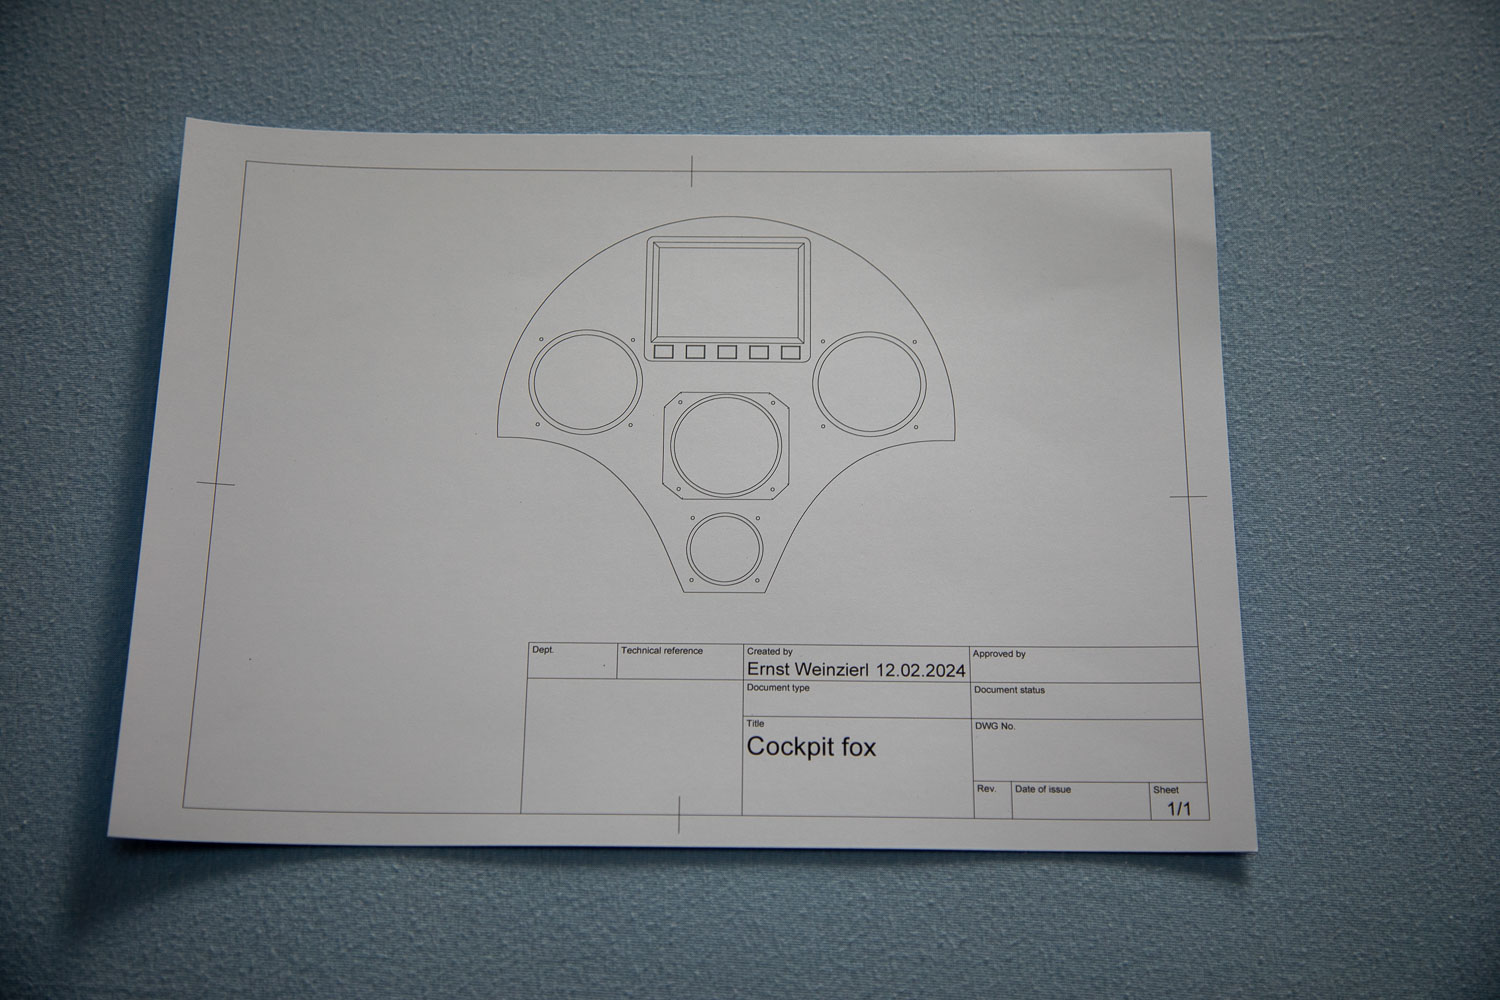 Dept.
Technical reference
Created by
Ernst Weinzierl 12.02.2024
Approved by
Document type
Document status
Title
Cockpit fox
DWG No.
Rev.
Date of issue
Sheet
1/1